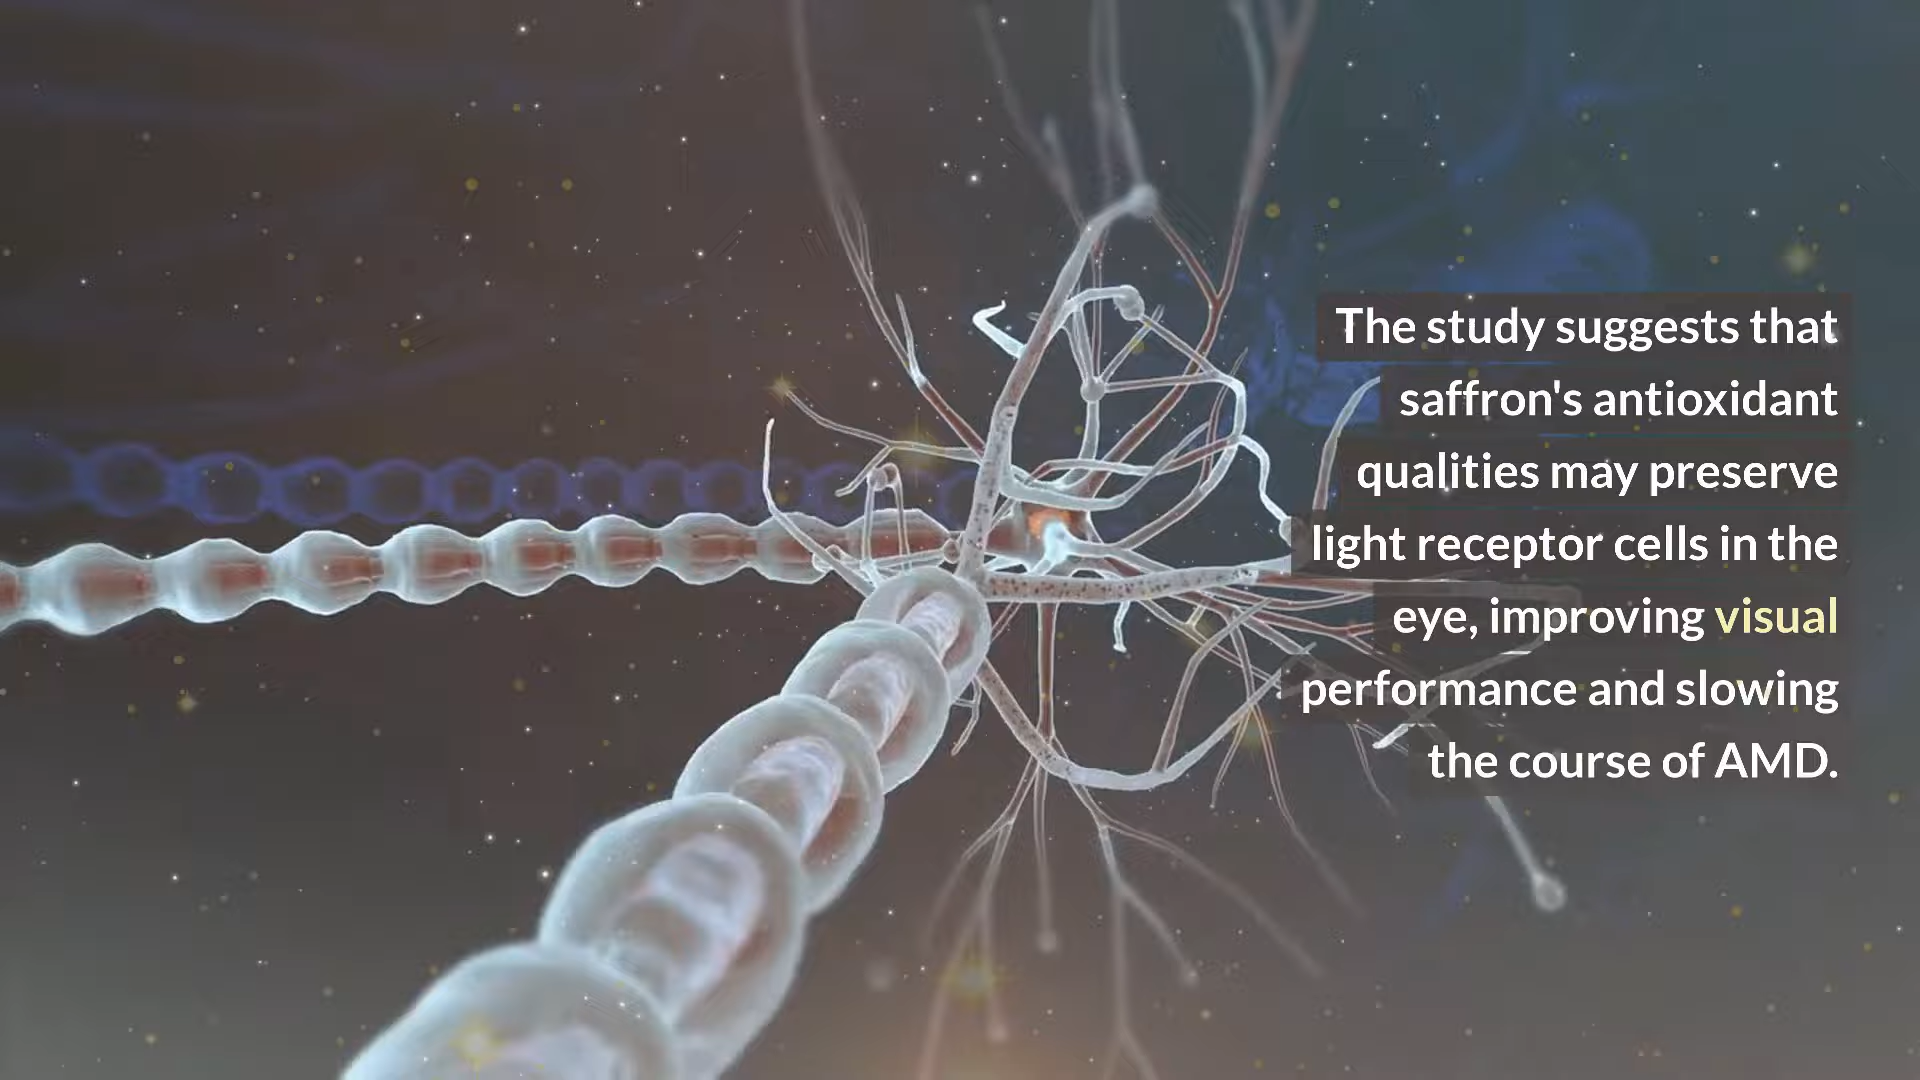 The study suggests that
saffron's antioxidant
qualities may preserve
light receptor cells in the
eye, improving visual
performance and slowing
the course of AMD.